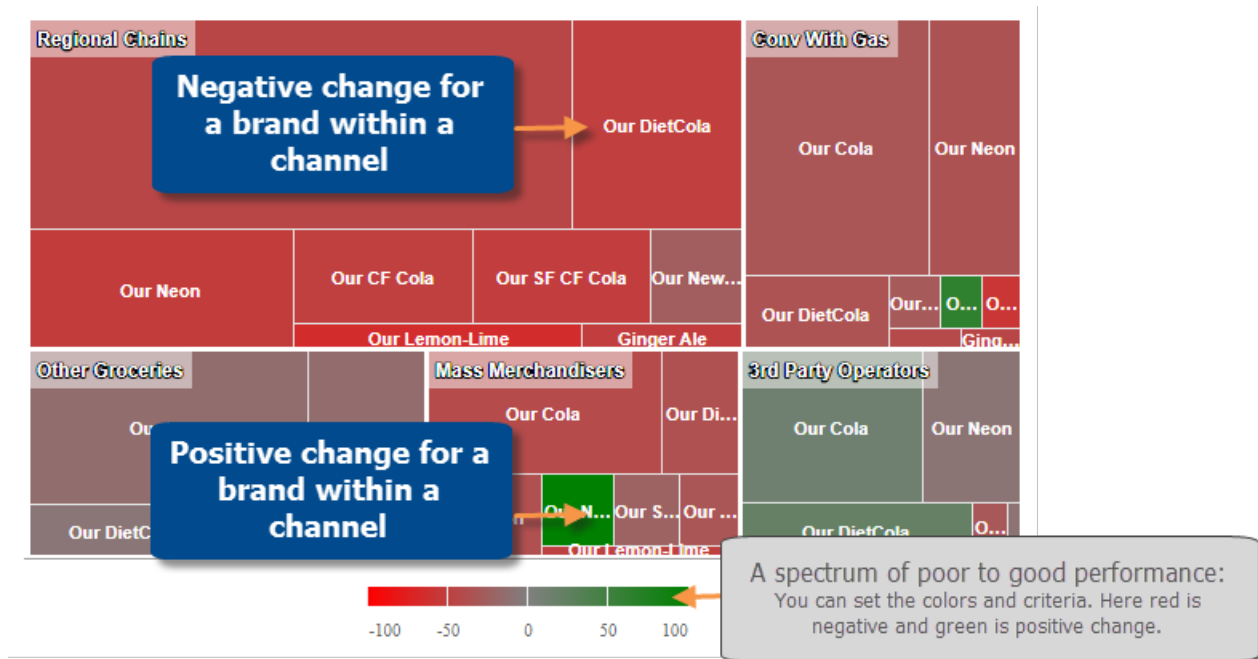 Regional Chains
Conv With Gas
Negative change for
a brand within a
channel
Our DietCola
Our Cola
Our Neon
Our Neon
Our CF Cola
Our SF CF Cola
Our New...
Our DietCola
Our...
O...
O...
Our Lemon-Lime
Ginger Ale
Ging...
Other Groceries
Mass Merchandisers
3rd Party Operators
Our Cola
Our Di...
Our Cola
Our Neon
Positive change for a
brand within a
channel
Our N...
Our S...
Our ...
Our DietC
Our DietCola
O...
Our Lemon-Lime
A spectrum of poor to good performance:
You can set the colors and criteria. Here red is
negative and green is positive change.
-100
-50
0
50
100